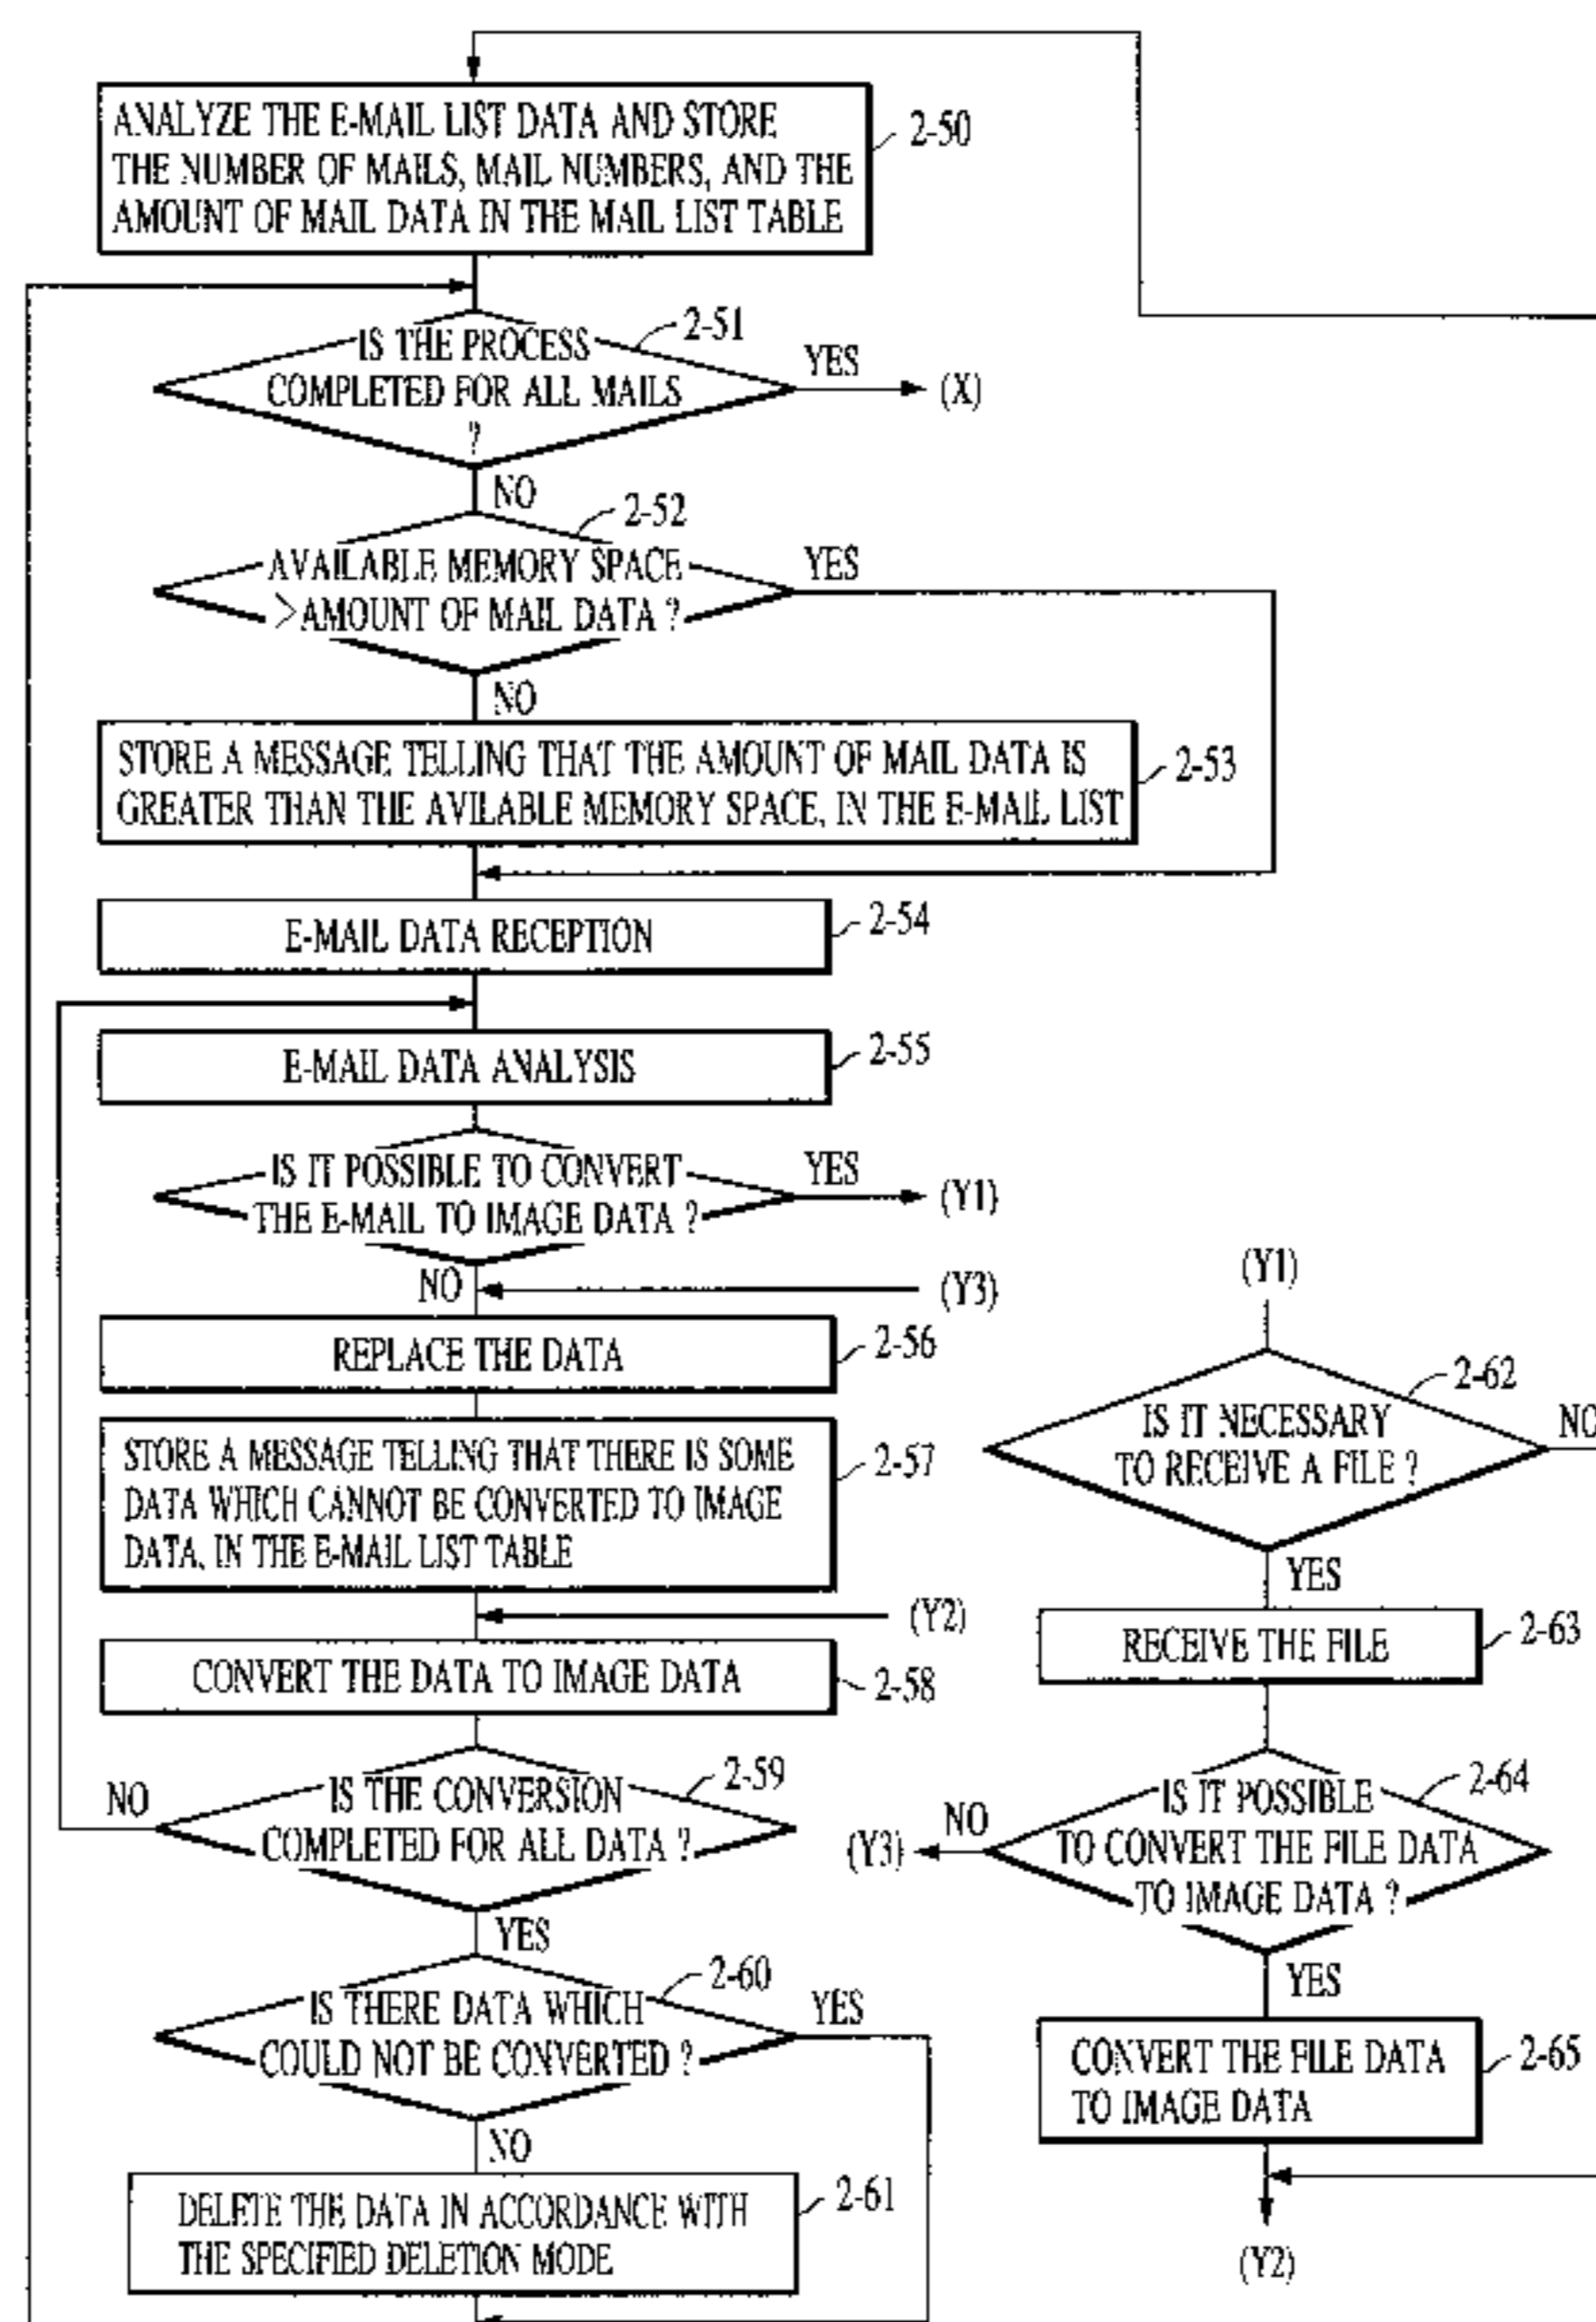 ANALYZE THE E-MAIL LIST DATA AND STORE
THE NUMBER OF MAILS, MAIL NUMBERS, AND THE
AMOUNT OF MAIL DATA IN THE MAIL LIST TABLE
2-50
IS THE PROCESS
COMPLETED FOR ALL MAILS
?
2-51
YES
(X)
NO
2-52
AVAILABLE MEMORY SPACE
>AMOUNT OF MAIL DATA ?
YES
NO
STORE A MESSAGE TELLING THAT THE AMOUNT OF MAIL DATA IS
GREATER THAN THE AVILABLE MEMORY SPACE, IN THE E-MAIL LIST
2-53
E-MAIL DATA RECEPTION
2-54
E-MAIL DATA ANALYSIS
2-55
IS IT POSSIBLE TO CONVERT
THE E-MAIL TO IMAGE DATA ?
YES
(Y1)
NO
(Y3)
REPLACE THE DATA
2-56
STORE A MESSAGE TELLING THAT THERE IS SOME
DATA WHICH CANNOT BE CONVERTED TO IMAGE
DATA, IN THE E-MAIL LIST TABLE
2-57
(Y2)
CONVERT THE DATA TO IMAGE DATA
2-58
IS THE CONVERSION
COMPLETED FOR ALL DATA ?
2-59
NO
YES
2-60
IS THERE DATA WHICH
COULD NOT BE CONVERTED ?
YES
NO
DELETE THE DATA IN ACCORDANCE WITH
THE SPECIFIED DELETION MODE
2-61
(Y1)
2-62
IS IT NECESSARY
TO RECEIVE A FILE ?
NO
YES
RECEIVE THE FILE
2-63
2-64
IS IT POSSIBLE
TO CONVERT THE FILE DATA
TO IMAGE DATA ?
NO
(Y3)
YES
CONVERT THE FILE DATA
TO IMAGE DATA
2-65
(Y2)